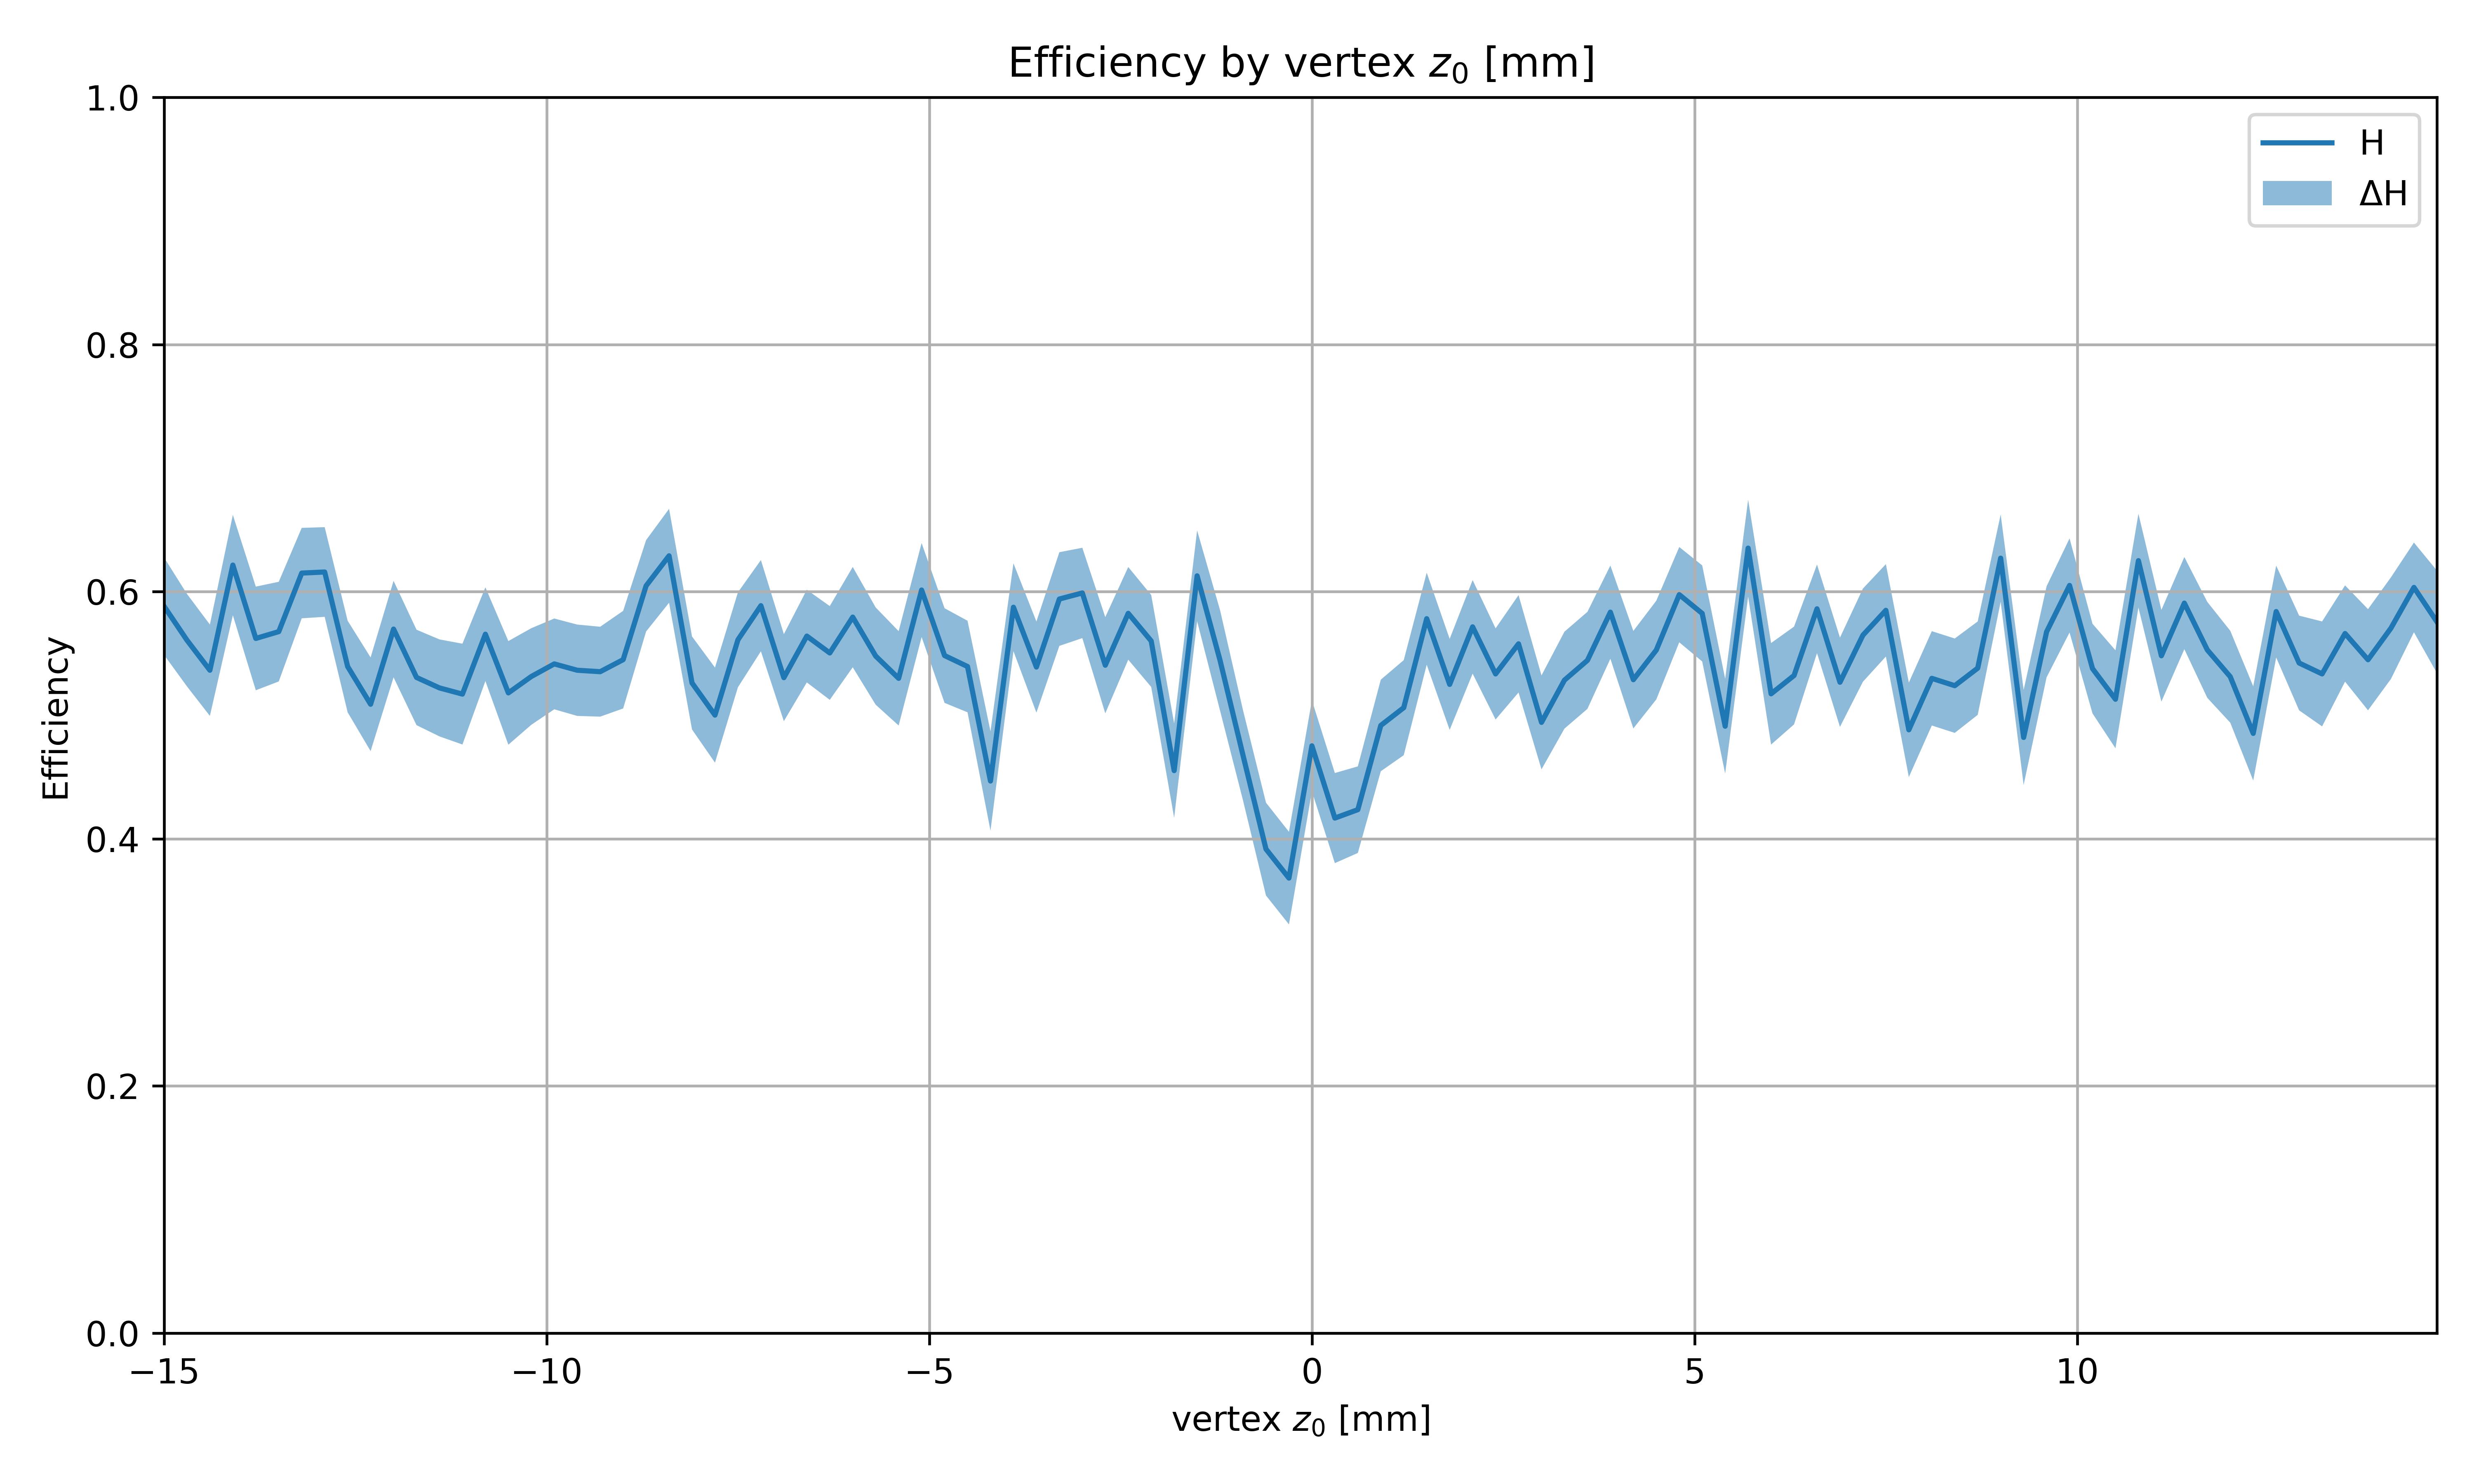 Efficiency by vertex z₀ [mm]
H
ΔH
Efficiency
1.0
0.8
0.6
0.4
0.2
0.0
−15
−10
−5
0
5
10
vertex z₀ [mm]